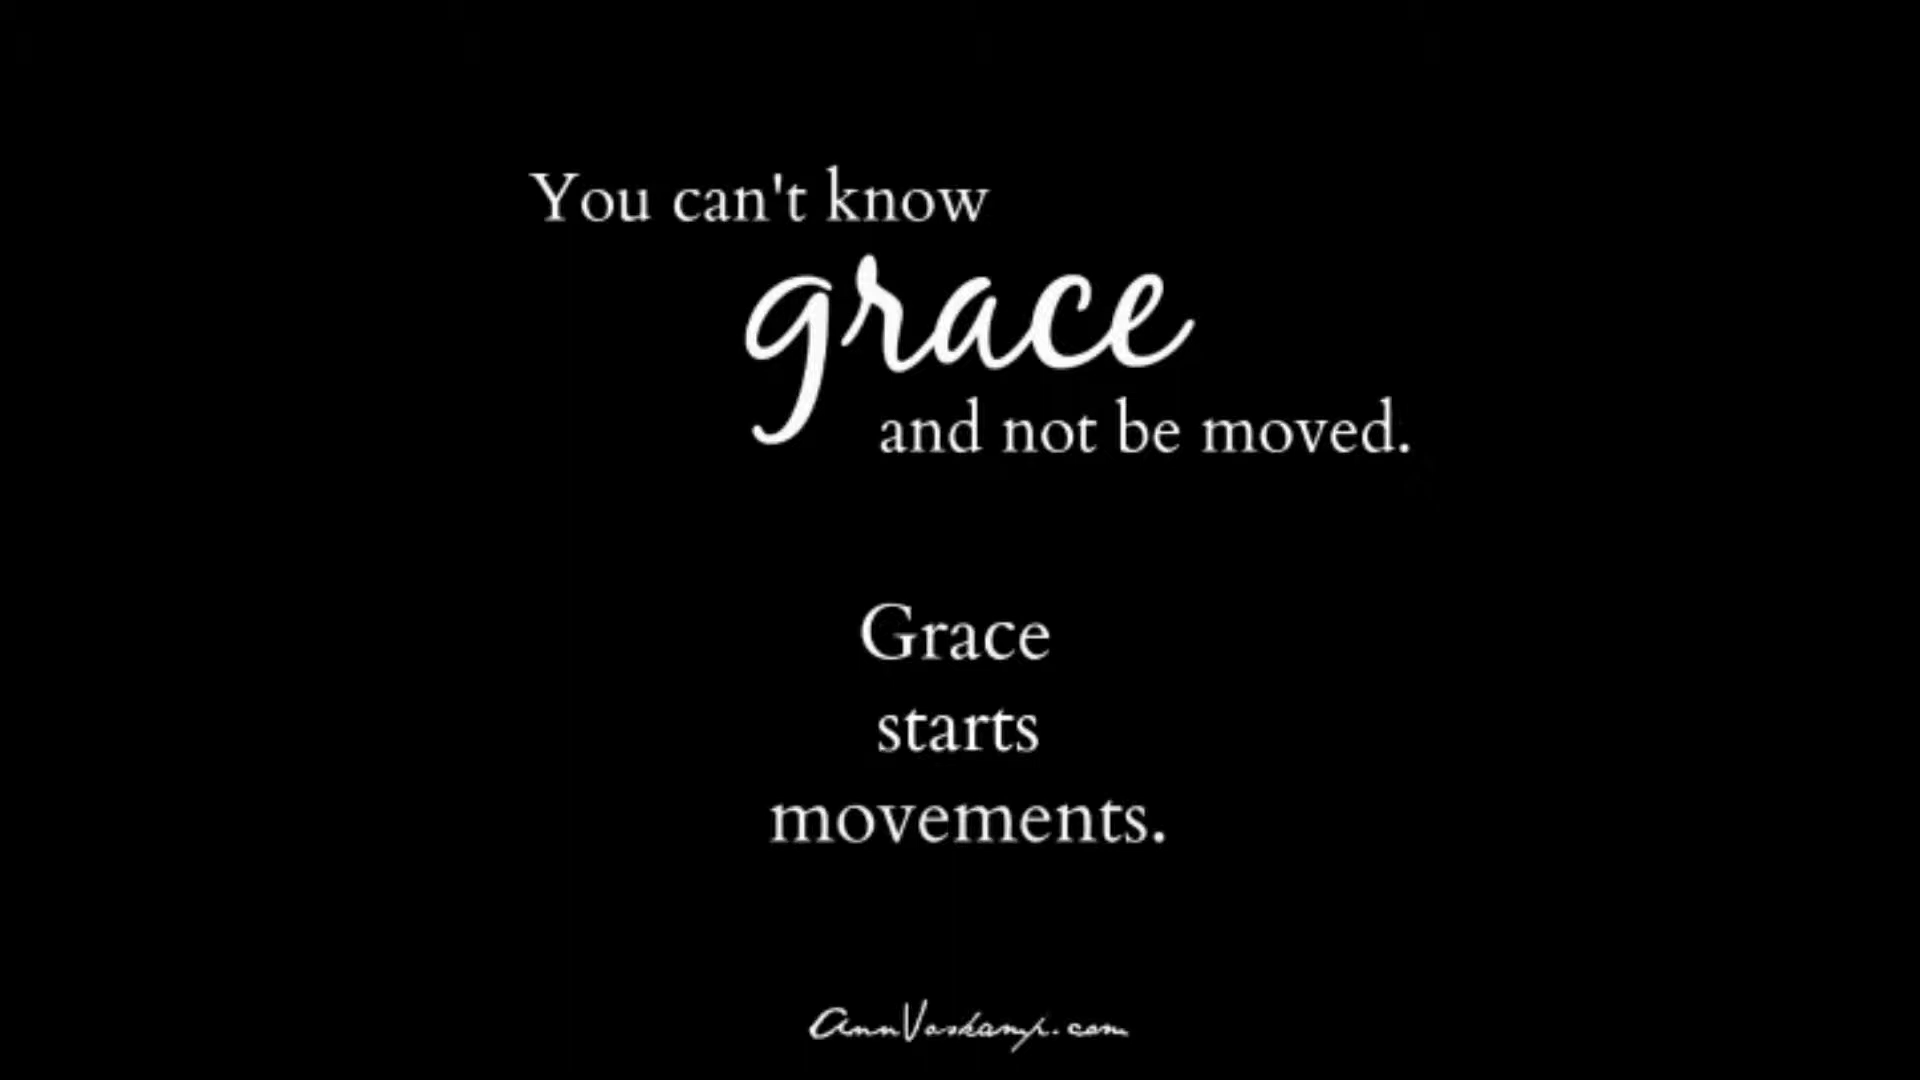 You can't know
grace
and not be moved.
Grace
starts
movements.
AnnVoskamp.com